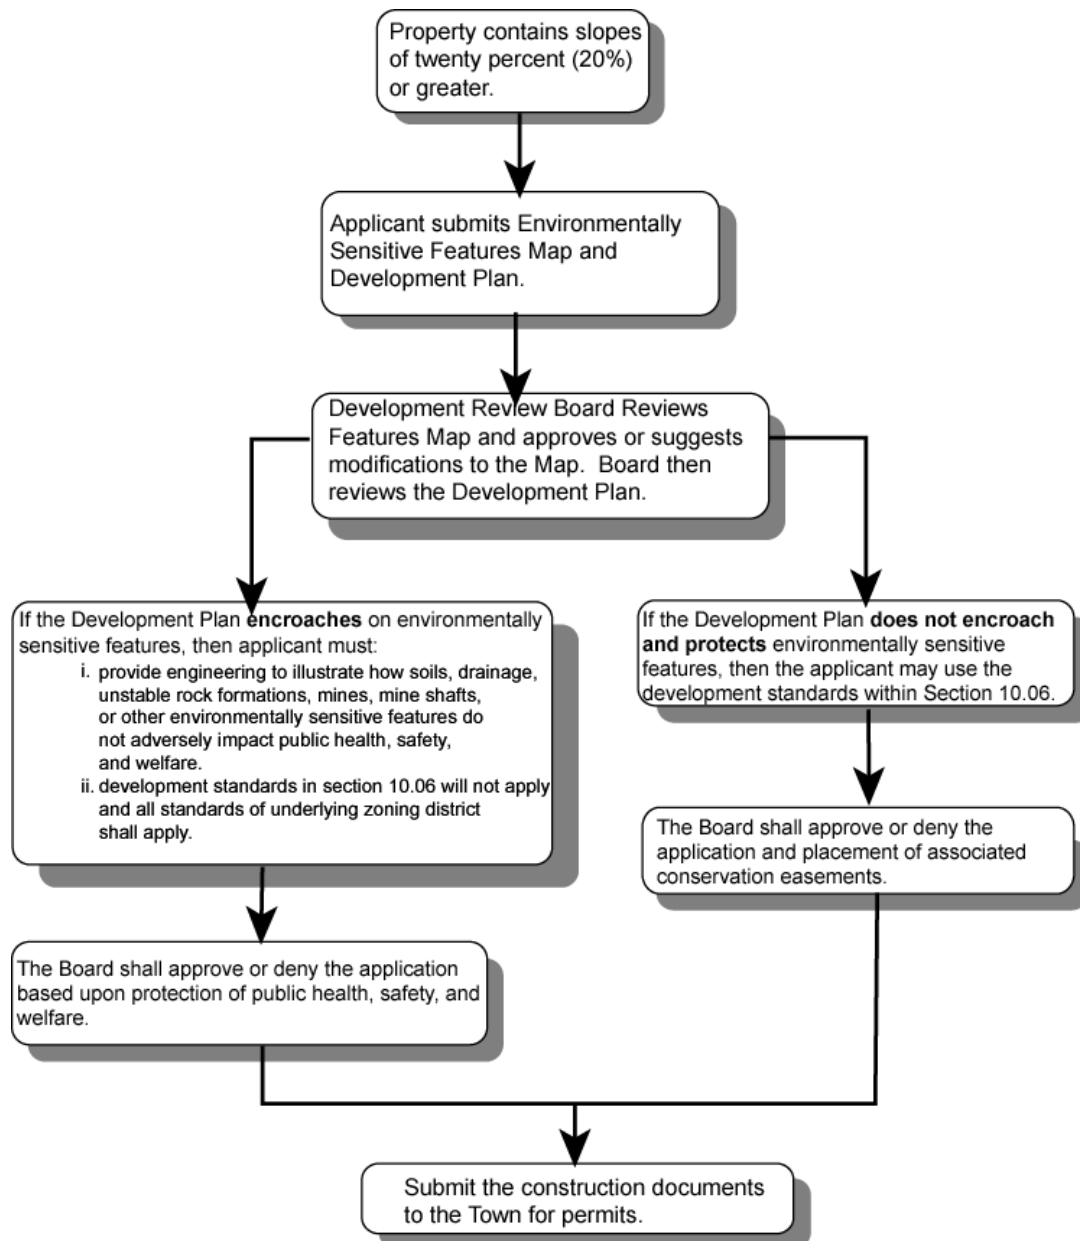 Property contains slopes
of twenty percent (20%)
or greater.
Applicant submits Environmentally
Sensitive Features Map and
Development Plan.
Development Review Board Reviews
Features Map and approves or suggests
modifications to the Map.  Board then
reviews the Development Plan.
If the Development Plan encroaches on environmentally
sensitive features, then applicant must:
i. provide engineering to illustrate how soils, drainage,
unstable rock formations, mines, mine shafts,
or other environmentally sensitive features do
not adversely impact public health, safety,
and welfare.
ii. development standards in section 10.06 will not apply
and all standards of underlying zoning district
shall apply.
If the Development Plan does not encroach
and protects environmentally sensitive
features, then the applicant may use the
development standards within Section 10.06.
The Board shall approve or deny the
application and placement of associated
conservation easements.
The Board shall approve or deny the application
based upon protection of public health, safety, and
welfare.
Submit the construction documents
to the Town for permits.